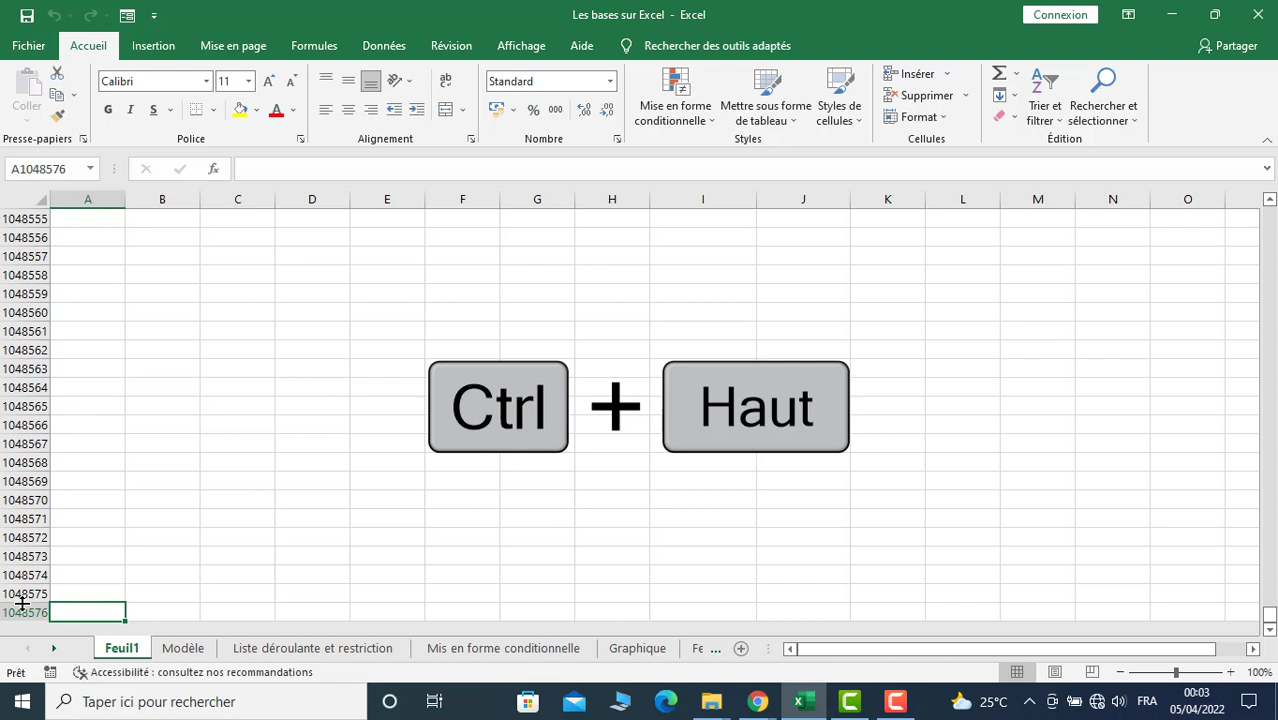 Les bases sur Excel - Excel
Connexion
Fichier Accueil Insertion Mise en page Formules Données Révision Affichage Aide Rechercher des outils adaptés Partager
Coller
Calibri 11
G I S
Standard
% 000
Mise en forme conditionnelle
Mettre sous forme de tableau
Styles de cellules
Insérer
Supprimer
Format
Trier et filtrer
Rechercher et sélectionner
Presse-papiers Police Alignement Nombre Styles Cellules Édition
A1048576 fx
A B C D E F G H I J K L M N O
1048555
1048556
1048557
1048558
1048559
1048560
1048561
1048562
1048563
1048564
1048565
1048566
1048567
1048568
1048569
1048570
1048571
1048572
1048573
1048574
1048575
1048576
Ctrl + Haut
Feuil1 Modèle Liste déroulante et restriction Mis en forme conditionnelle Graphique Fe ...
Prêt Accessibilité : consultez nos recommandations 100%
Taper ici pour rechercher 25°C FRA 00:03
05/04/2022